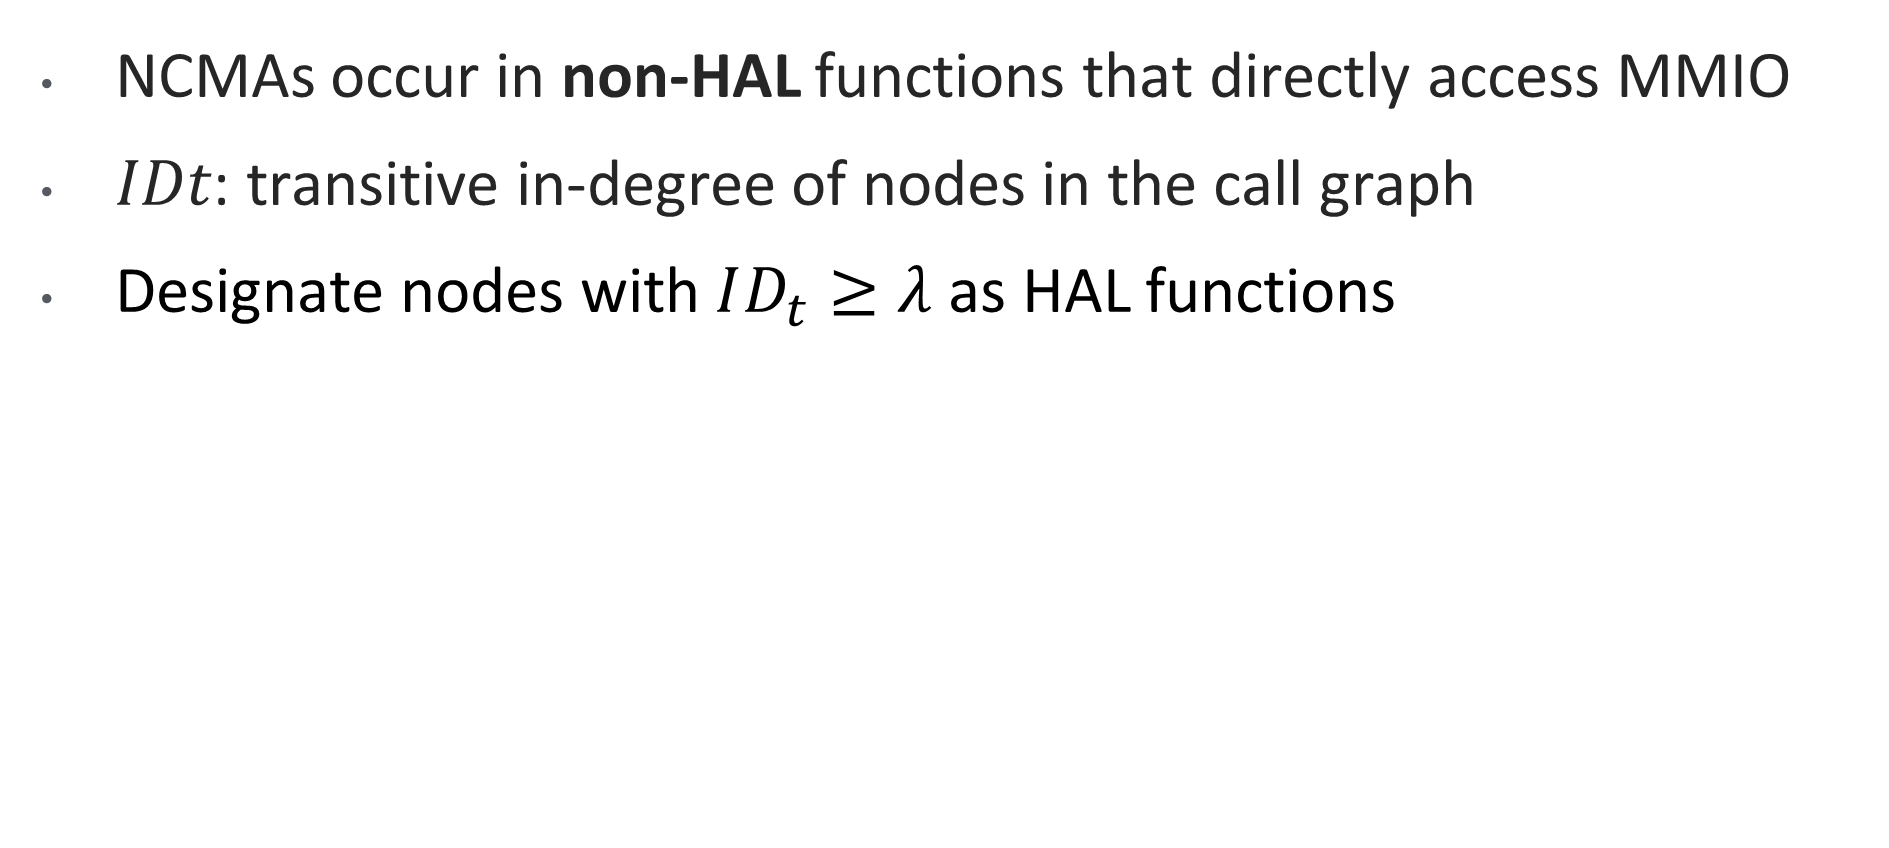 • NCMAs occur in non-HAL functions that directly access MMIO
• 𝐼𝐷𝑡: transitive in-degree of nodes in the call graph
• Designate nodes with 𝐼𝐷ₜ ≥ 𝜆 as HAL functions